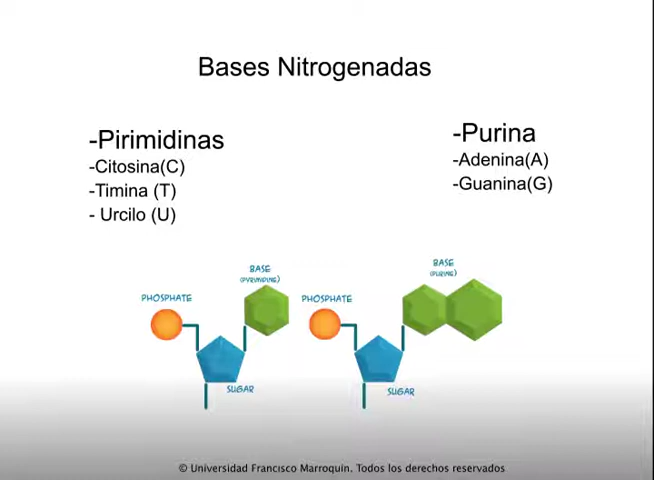 Bases Nitrogenadas
-Pirimidinas
-Citosina(C)
-Timina (T)
- Urcilo (U)
-Purina
-Adenina(A)
-Guanina(G)
PHOSPHATE
BASE
(PYRIMIDINE)
SUGAR
PHOSPHATE
BASE
(PURINE)
SUGAR
© Universidad Francisco Marroquín. Todos los derechos reservados